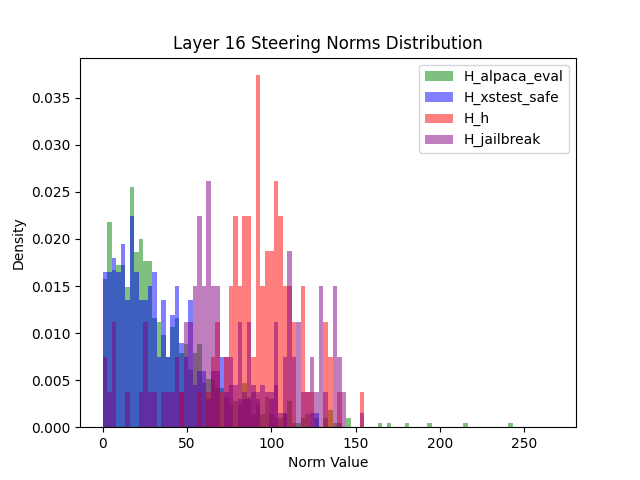 Layer 16 Steering Norms Distribution
H_alpaca_eval
H_xstest_safe
H_h
H_jailbreak
Density
0.035
0.030
0.025
0.020
0.015
0.010
0.005
0.000
0 50 100 150 200 250
Norm Value